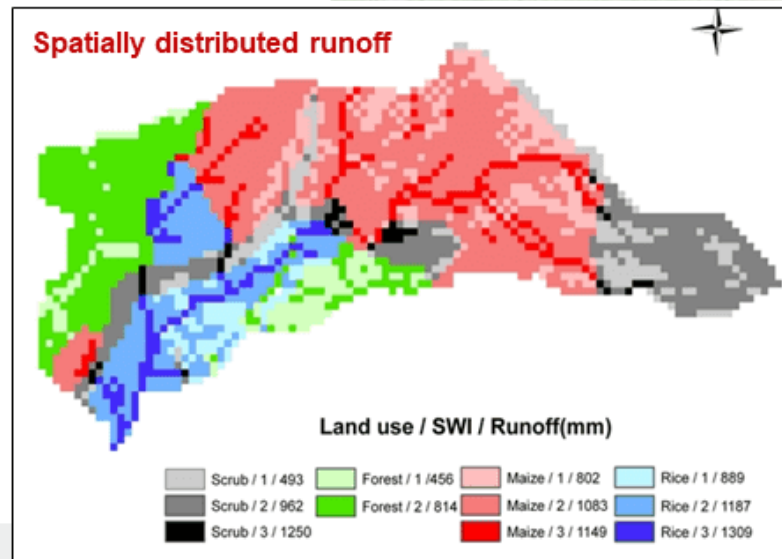 Spatially distributed runoff
Land use / SWI / Runoff(mm)
Scrub / 1 / 493
Scrub / 2 / 962
Scrub / 3 / 1250
Forest / 1 /456
Forest / 2 / 814
Maize / 1 / 802
Maize / 2 / 1083
Maize / 3 / 1149
Rice / 1 / 889
Rice / 2 / 1187
Rice / 3 / 1309